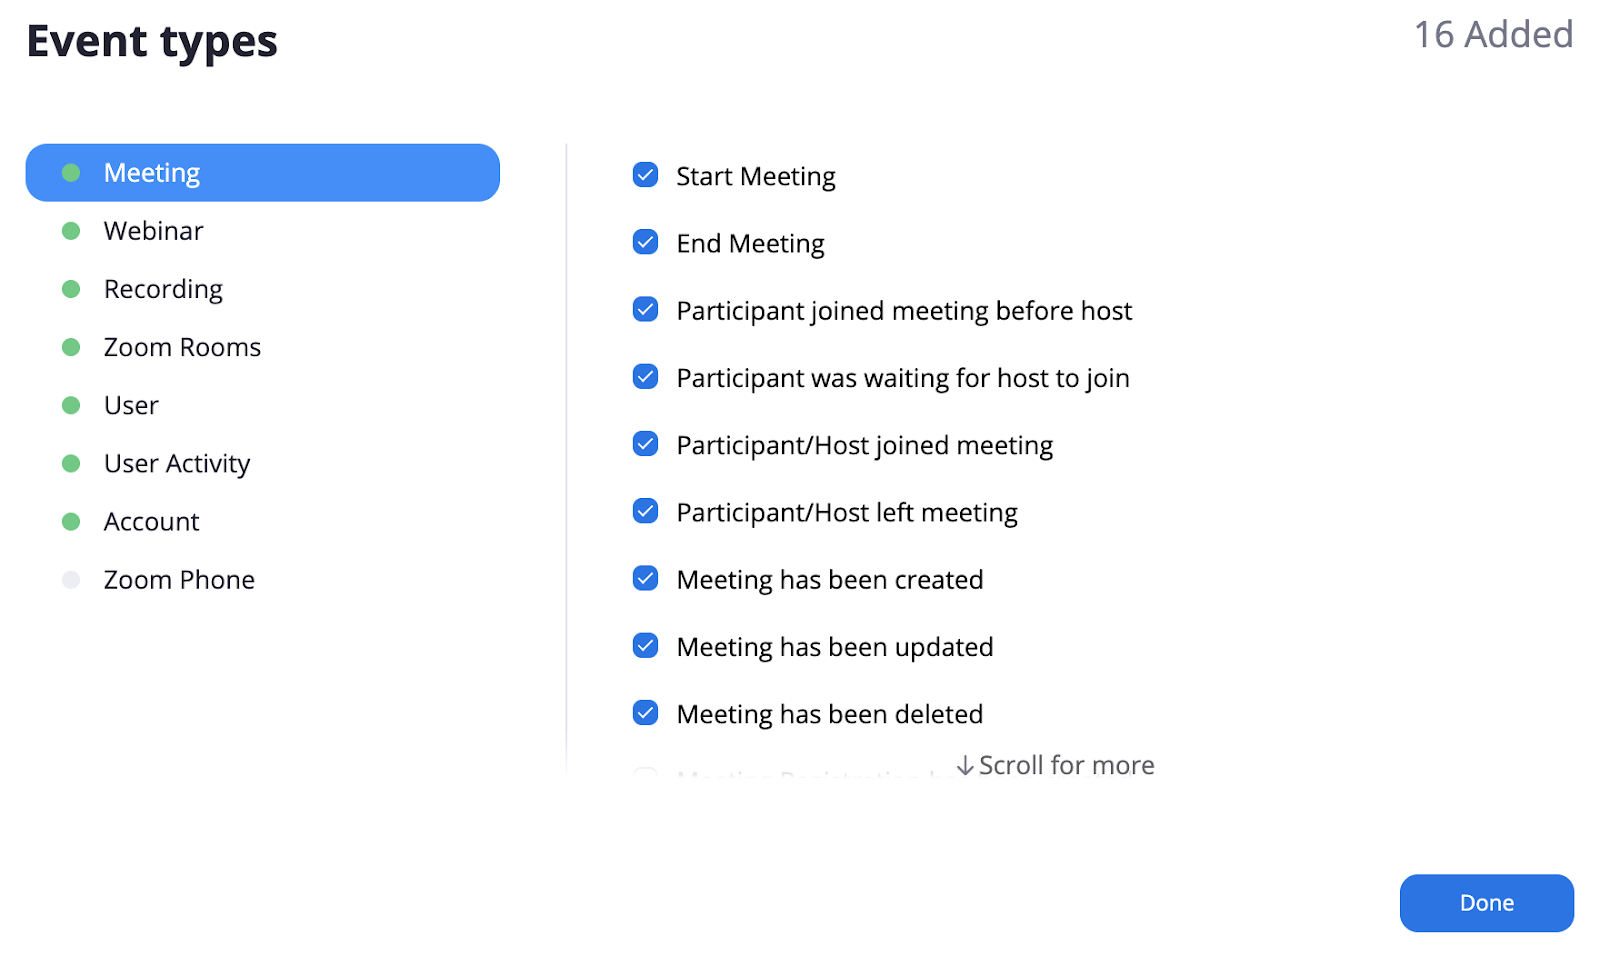 Event types
16 Added
Meeting
Webinar
Recording
Zoom Rooms
User
User Activity
Account
Zoom Phone
Start Meeting
End Meeting
Participant joined meeting before host
Participant was waiting for host to join
Participant/Host joined meeting
Participant/Host left meeting
Meeting has been created
Meeting has been updated
Meeting has been deleted
Meeting Registration
↓Scroll for more
Done